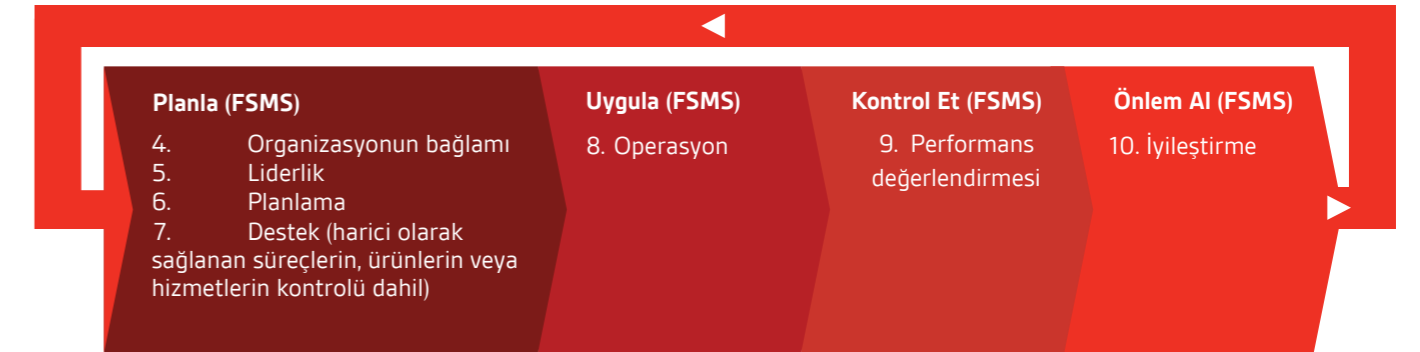 Planla (FSMS)
4. Organizasyonun bağlamı
5. Liderlik
6. Planlama
7. Destek (harici olarak
sağlanan süreçlerin, ürünlerin veya
hizmetlerin kontrolü dahil)
Uygula (FSMS)
8. Operasyon
Kontrol Et (FSMS)
9. Performans
değerlendirmesi
Önlem Al (FSMS)
10. İyileştirme